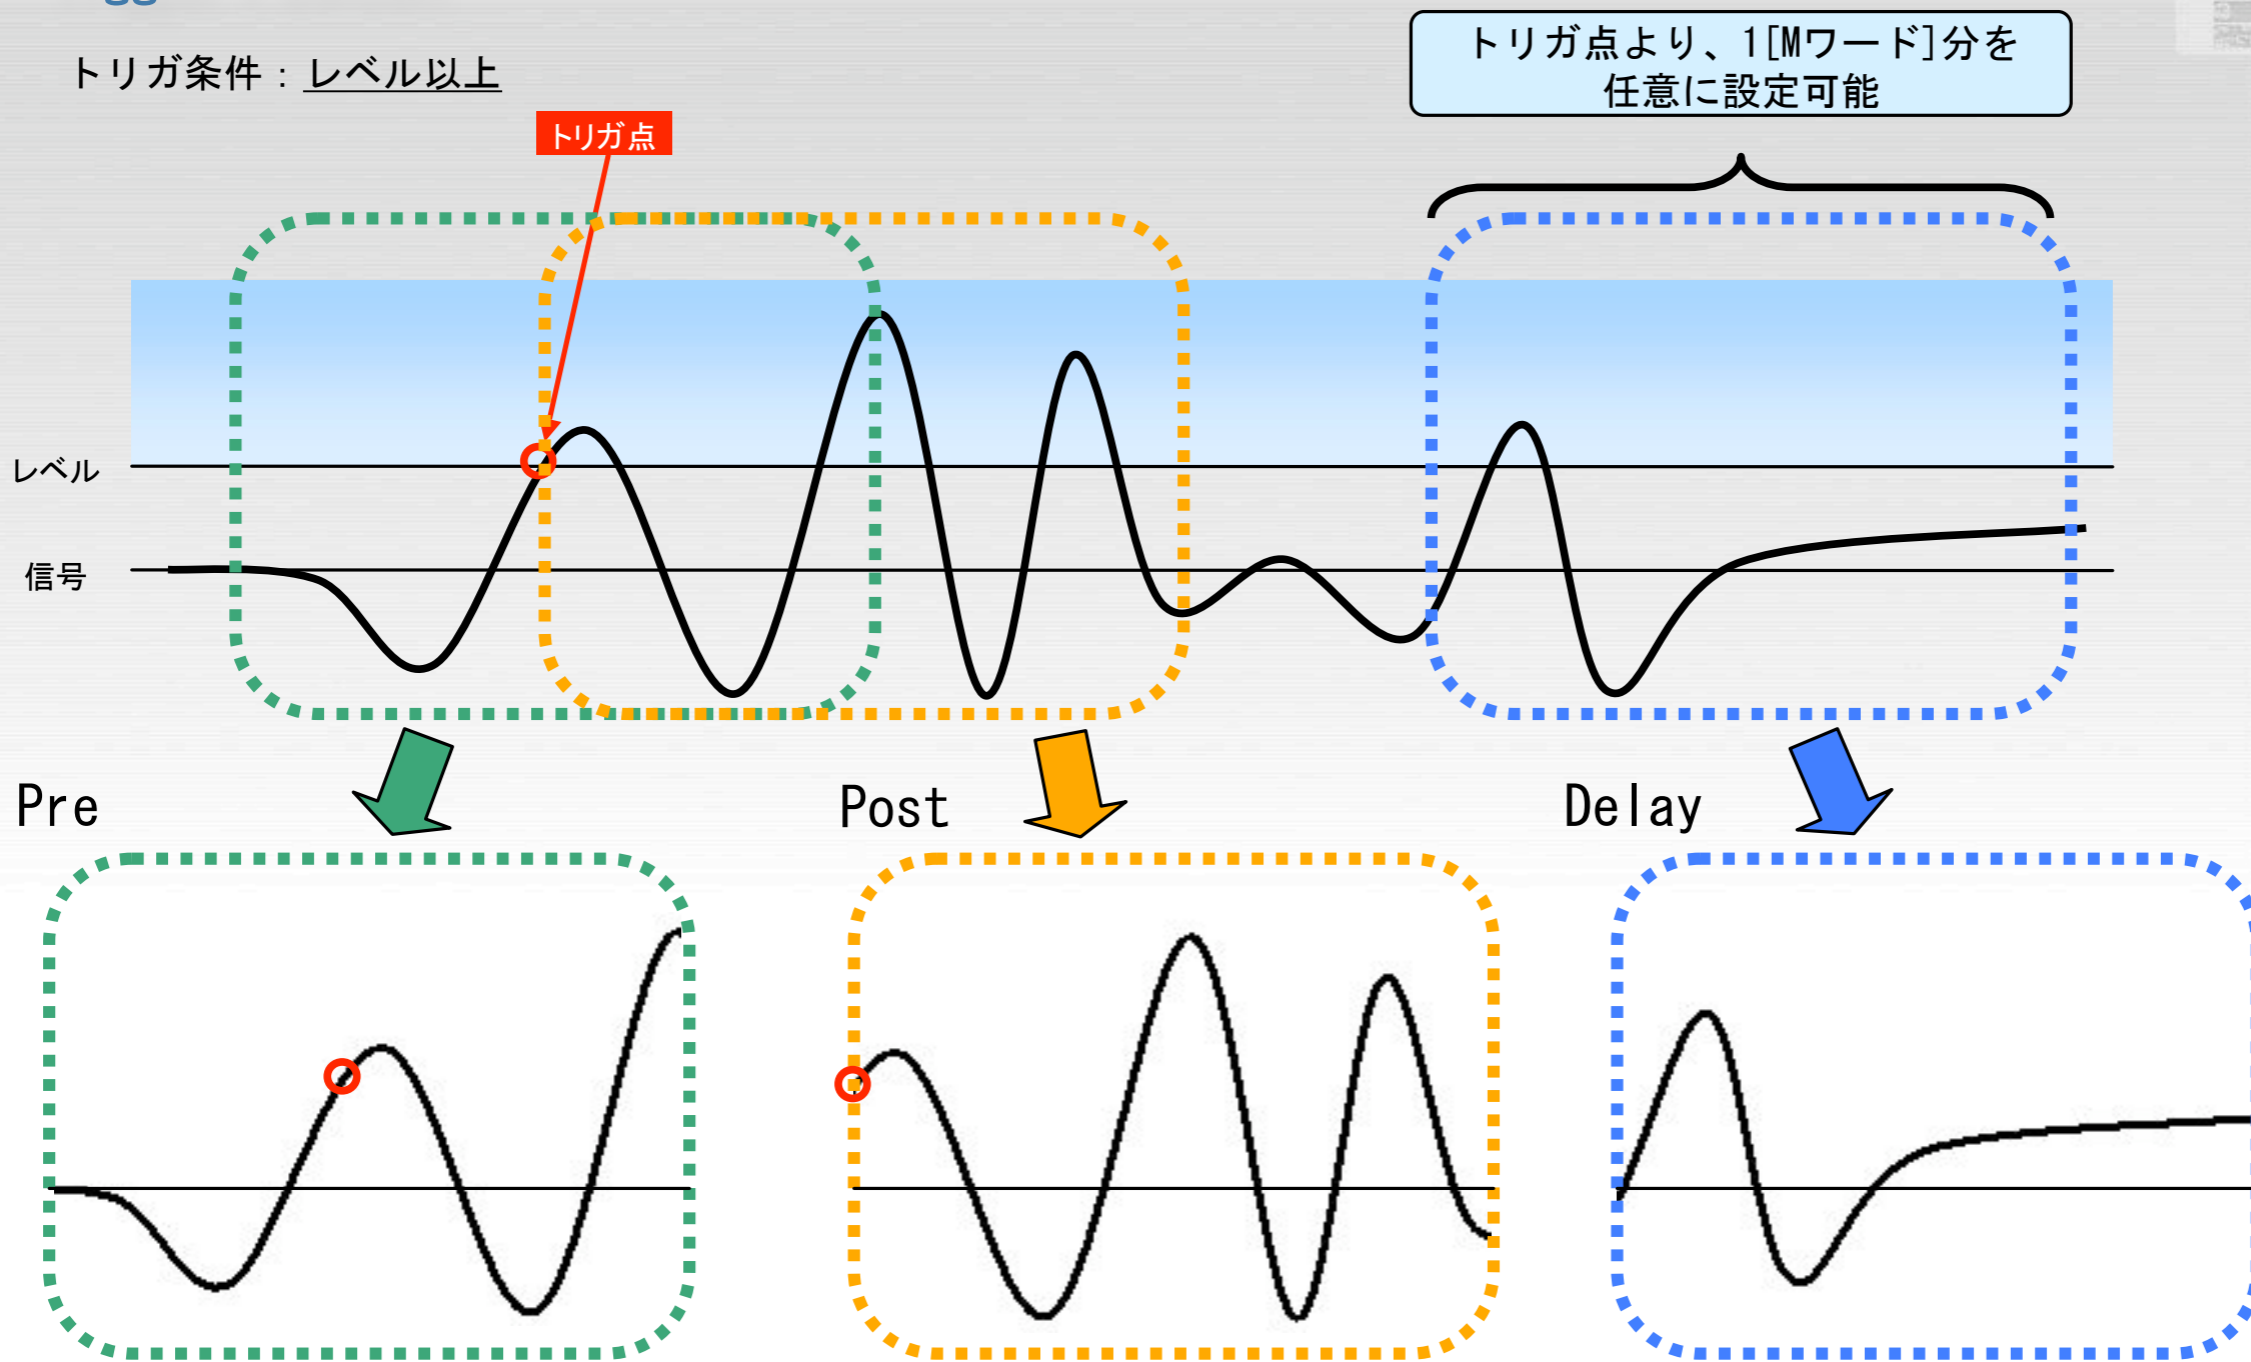 トリガ条件：レベル以上
トリガ点より、1[Mワード]分を
任意に設定可能
トリガ点
レベル
信号
Pre
Post
Delay